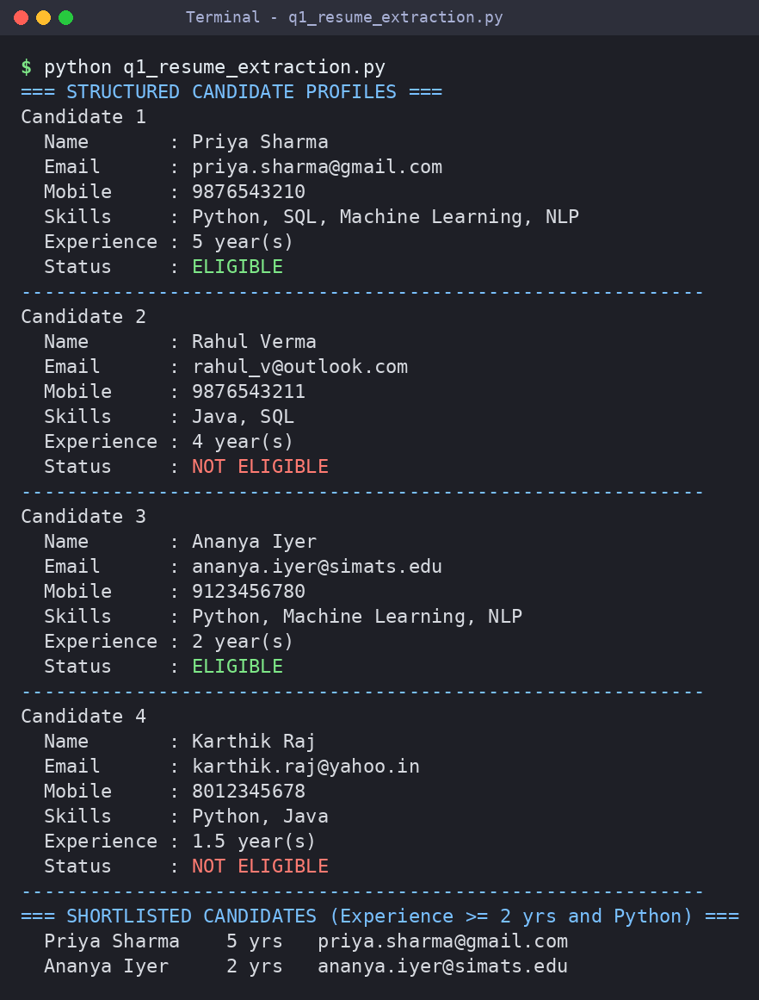 Terminal - q1_resume_extraction.py
$ python q1_resume_extraction.py
=== STRUCTURED CANDIDATE PROFILES ===
Candidate 1
  Name       : Priya Sharma
  Email      : priya.sharma@gmail.com
  Mobile     : 9876543210
  Skills     : Python, SQL, Machine Learning, NLP
  Experience : 5 year(s)
  Status     : ELIGIBLE
------------------------------------------------------------
Candidate 2
  Name       : Rahul Verma
  Email      : rahul_v@outlook.com
  Mobile     : 9876543211
  Skills     : Java, SQL
  Experience : 4 year(s)
  Status     : NOT ELIGIBLE
------------------------------------------------------------
Candidate 3
  Name       : Ananya Iyer
  Email      : ananya.iyer@simats.edu
  Mobile     : 9123456780
  Skills     : Python, Machine Learning, NLP
  Experience : 2 year(s)
  Status     : ELIGIBLE
------------------------------------------------------------
Candidate 4
  Name       : Karthik Raj
  Email      : karthik.raj@yahoo.in
  Mobile     : 8012345678
  Skills     : Python, Java
  Experience : 1.5 year(s)
  Status     : NOT ELIGIBLE
------------------------------------------------------------
=== SHORTLISTED CANDIDATES (Experience >= 2 yrs and Python) ===
  Priya Sharma    5 yrs   priya.sharma@gmail.com
  Ananya Iyer     2 yrs   ananya.iyer@simats.edu